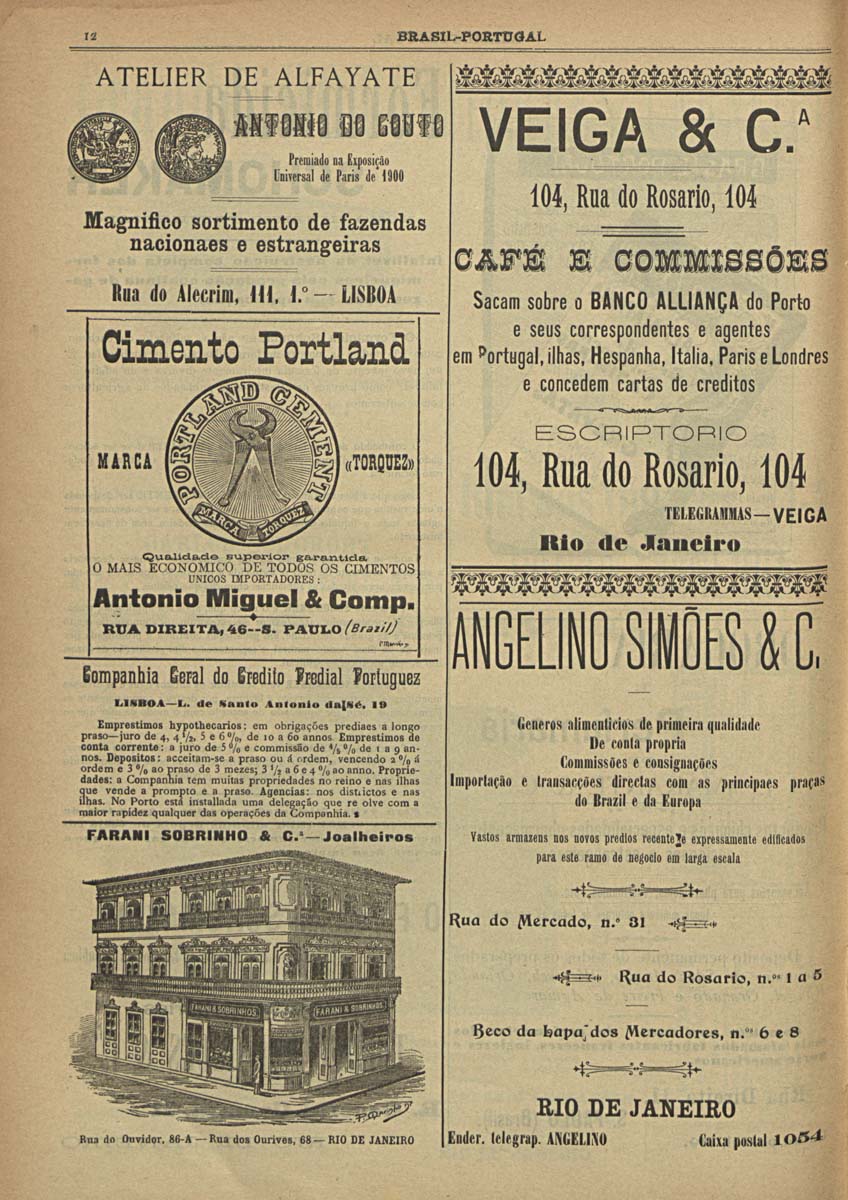 12
BRASIL-PORTUGAL
ATELIER DE ALFAYATE
ANTONIO DO COUTO
Premiado na Exposição
Universal de Paris de 1900
Magnifico sortimento de fazendas
nacionaes e estrangeiras
Rua do Alecrim, 111, 1.º — LISBOA
Cimento Portland
PORTLAND CEMENT
MARCA
«TORQUEZ»
MARCA TORQUEZ
Qualidade superior garantida
O MAIS ECONOMICO DE TODOS OS CIMENTOS
UNICOS IMPORTADORES :
Antonio Miguel & Comp.
RUA DIREITA, 46--S. PAULO (Brazil)
Companhia Geral do Credito Predial Portuguez
LISBOA—L. de Santo Antonio da Sé, 19
Emprestimos hypothecarios: em obrigações prediaes a longo
praso—juro de 4, 4 1/2, 5 e 6 %, de 10 a 60 annos. Emprestimos de
conta corrente: a juro de 5 % e commissão de 4/5 % de 1 a 9 an-
nos. Depositos: acceitam-se a praso ou á ordem, vencendo 2 % á
ordem e 3 % ao praso de 3 mezes; 3 1/2 a 6 e 4 % ao anno. Proprie-
dades: a Companhia tem muitas propriedades no reino e nas ilhas
que vende a prompto e a praso. Agencias: nos districtos e nas
ilhas. No Porto está installada uma delegação que re olve com a
maior rapidez qualquer das operações da Companhia.
FARANI SOBRINHO & C.ª—Joalheiros
FARANI & SOBRINHOS.
FARANI & SOBRINHOS.
Rua do Ouvidor, 86-A — Rua dos Ourives, 68 — RIO DE JANEIRO
VEIGA & C.A
104, Rua do Rosario, 104
CAFÉ E COMMISSÕES
Sacam sobre o BANCO ALLIANÇA do Porto
e seus correspondentes e agentes
em Portugal, ilhas, Hespanha, Italia, Paris e Londres
e concedem cartas de creditos
ESCRIPTORIO
104, Rua do Rosario, 104
TELEGRAMMAS—VEIGA
Rio de Janeiro
ANGELINO SIMÕES & C.
Generos alimenticios de primeira qualidade
De conta propria
Commissões e consignações
Importação e transacções directas com as principaes praças
do Brazil e da Europa
Vastos armazens nos novos predios recente e expressamente edificados
para este ramo de negocio em larga escala
Rua do Mercado, n.º 31
Rua do Rosario, n.ºs 1 a 5
Beco da Lapa dos Mercadores, n.ºs 6 e 8
RIO DE JANEIRO
Ender. telegrap. ANGELINO
Caixa postal 1054